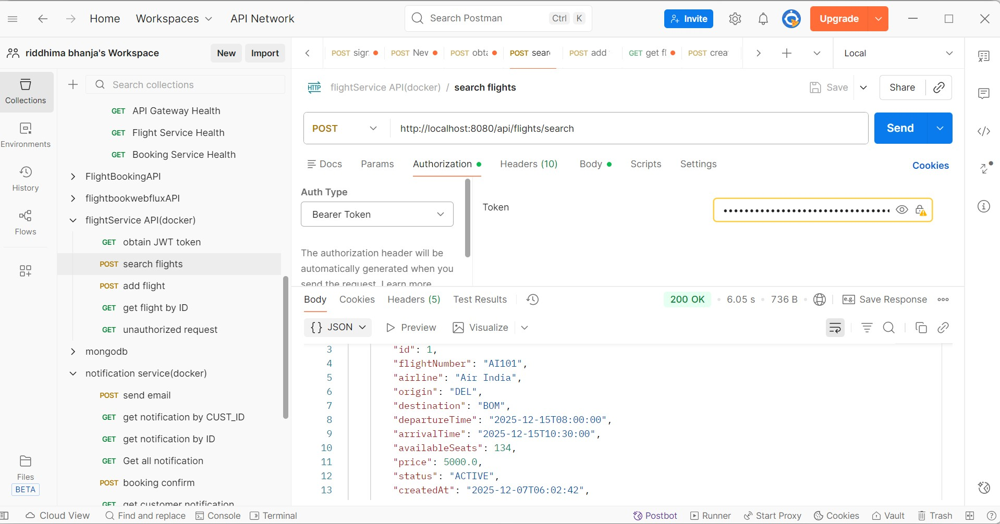 Home Workspaces API Network Search Postman Ctrl K Invite Upgrade
riddhima bhanja's Workspace New Import
POST sign POST New POST obta POST sear POST add GET get fl POST crea Local
Search collections
Collections
Environments
History
Flows
Files
BETA
GET API Gateway Health
GET Flight Service Health
GET Booking Service Health
FlightBookingAPI
flightbookwebfluxAPI
flightService API(docker)
GET obtain JWT token
POST search flights
POST add flight
GET get flight by ID
GET unauthorized request
mongodb
notification service(docker)
POST send email
GET get notification by CUST_ID
GET get notification by ID
GET Get all notification
POST booking confirm
GET get customer notification
HTTP flightService API(docker) / search flights Save Share
POST http://localhost:8080/api/flights/search Send
Docs Params Authorization Headers (10) Body Scripts Settings Cookies
Auth Type
Bearer Token
Token
The authorization header will be
automatically generated when you
send the request. Learn more
Body Cookies Headers (5) Test Results 200 OK • 6.05 s • 736 B • e.g. Save Response
{} JSON Preview Visualize
3 "id": 1,
4 "flightNumber": "AI101",
5 "airline": "Air India",
6 "origin": "DEL",
7 "destination": "BOM",
8 "departureTime": "2025-12-15T08:00:00",
9 "arrivalTime": "2025-12-15T10:30:00",
10 "availableSeats": 134,
11 "price": 5000.0,
12 "status": "ACTIVE",
13 "createdAt": "2025-12-07T06:02:42",
Cloud View Find and replace Console Terminal Postbot Runner Start Proxy Cookies Vault Trash